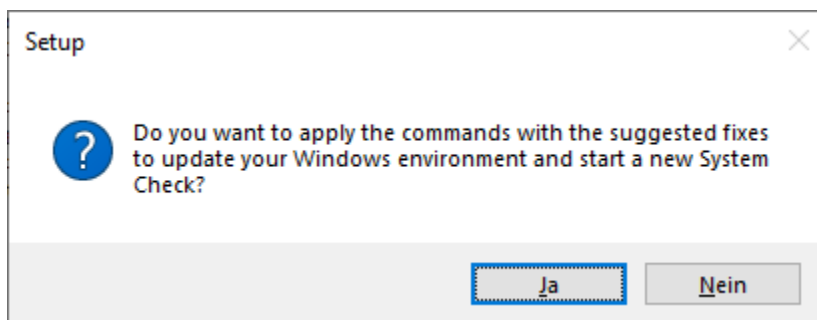 Setup
Do you want to apply the commands with the suggested fixes
to update your Windows environment and start a new System
Check?
Ja
Nein